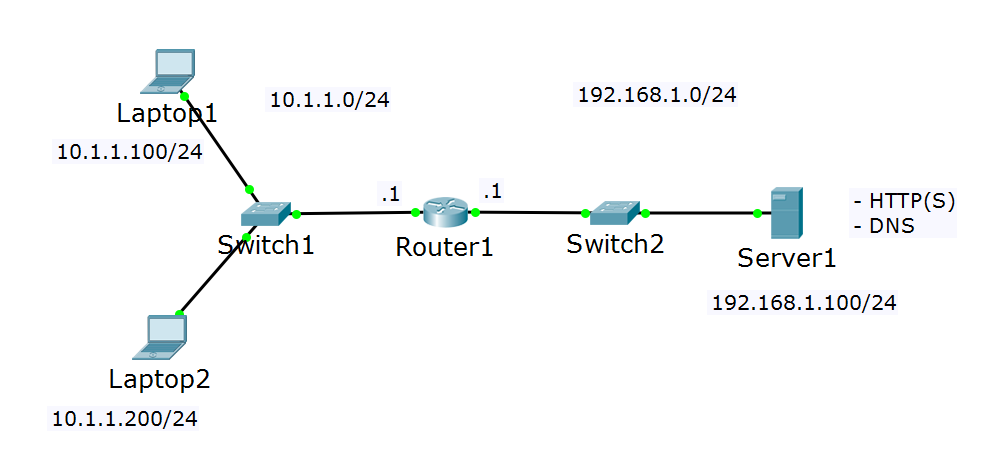 Laptop1
10.1.1.100/24
10.1.1.0/24
192.168.1.0/24
.1
.1
Switch1
Router1
Switch2
Server1
- HTTP(S)
- DNS
192.168.1.100/24
Laptop2
10.1.1.200/24